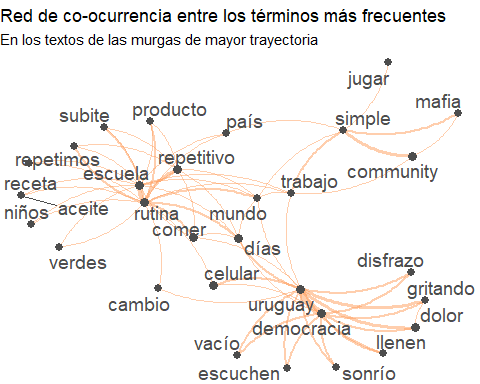 Red de co-ocurrencia entre los términos más frecuentes
En los textos de las murgas de mayor trayectoria
jugar
mafia
producto
subite
país
simple
repetimos
repetitivo
escuela
community
receta
trabajo
niños
aceite
rutina
mundo
comer
días
verdes
disfrazo
celular
gritando
cambio
uruguay
dolor
democracia
vacío
llenen
escuchen
sonrío